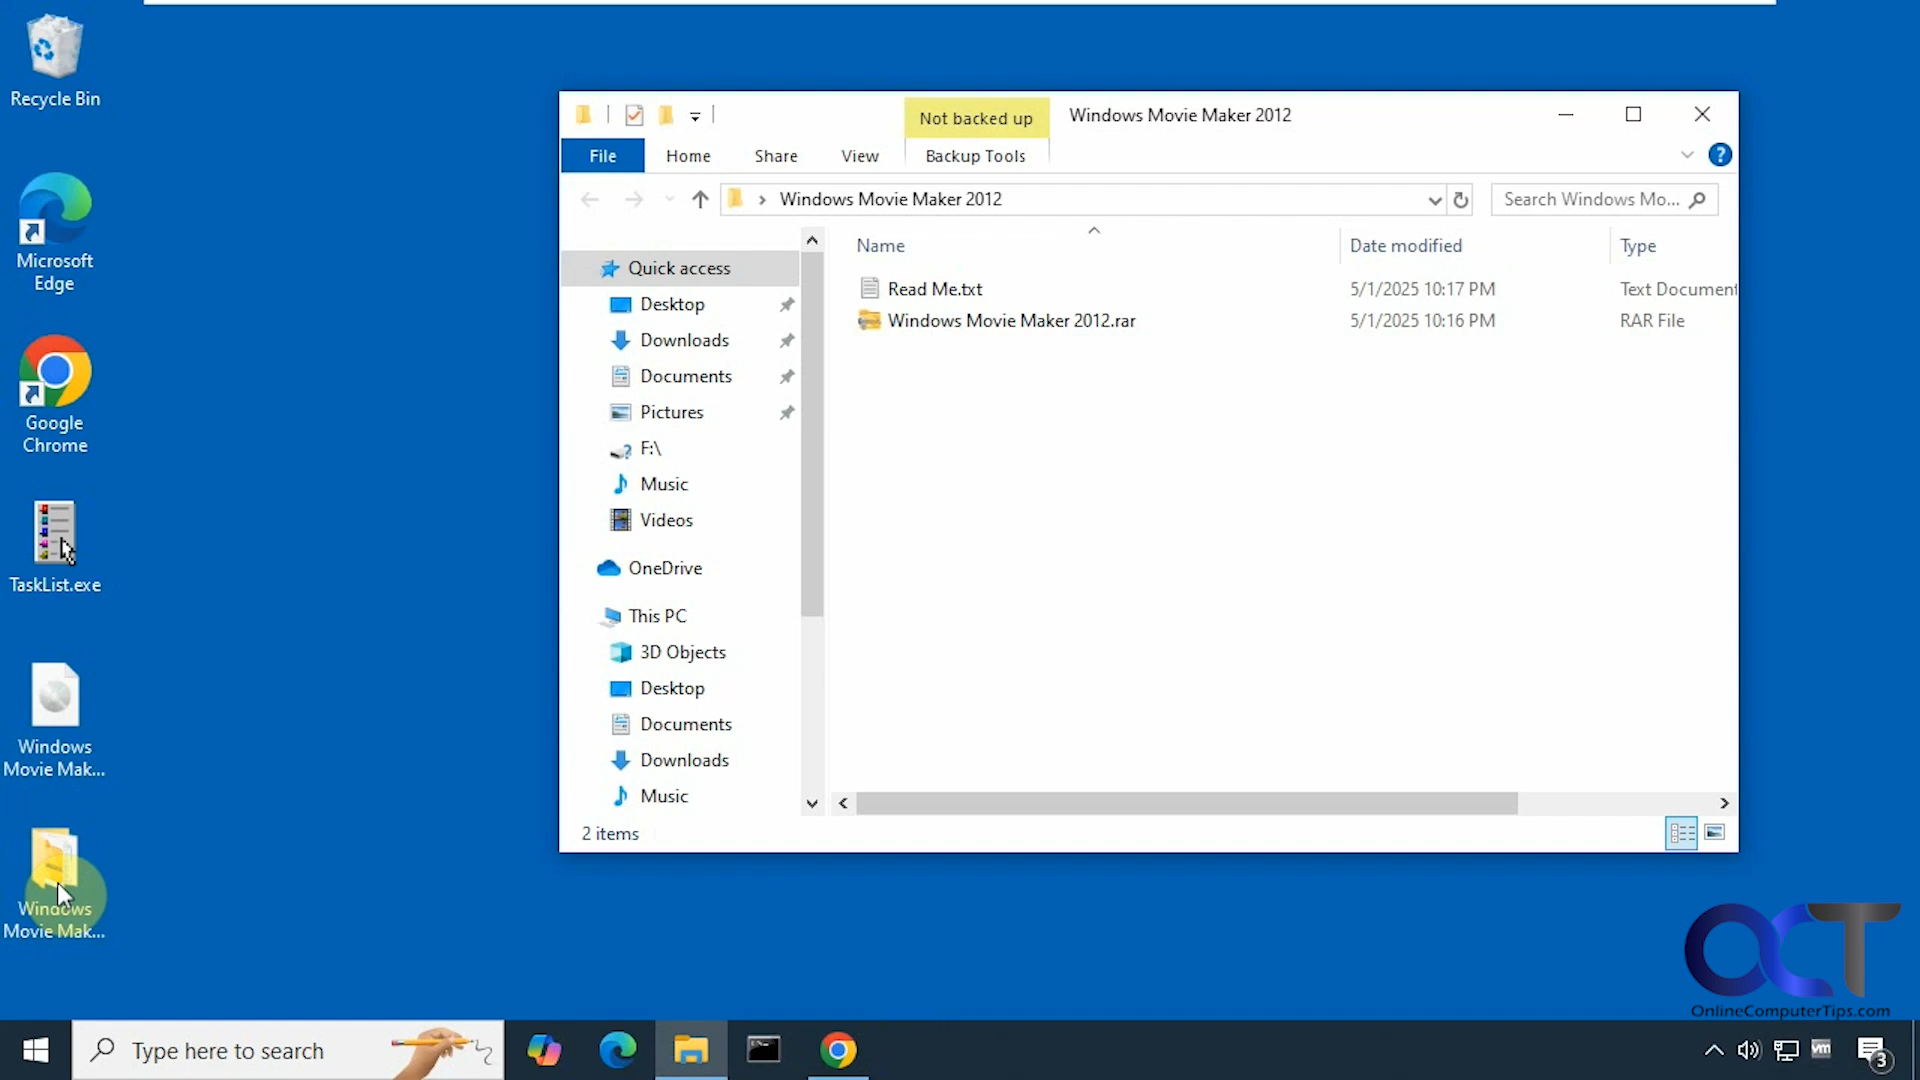 Recycle Bin
Microsoft
Edge
Google
Chrome
TaskList.exe
Windows
Movie Mak...
Windows
Movie Mak...
Not backed up
Windows Movie Maker 2012
File
Home
Share
View
Backup Tools
?
Windows Movie Maker 2012
Search Windows Mo...
Quick access
Desktop
Downloads
Documents
Pictures
F:\
Music
Videos
OneDrive
This PC
3D Objects
Desktop
Documents
Downloads
Music
Name
Date modified
Type
Read Me.txt
5/1/2025 10:17 PM
Text Document
Windows Movie Maker 2012.rar
5/1/2025 10:16 PM
RAR File
2 items
OCT
OnlineComputerTips.com
Type here to search
vm
3